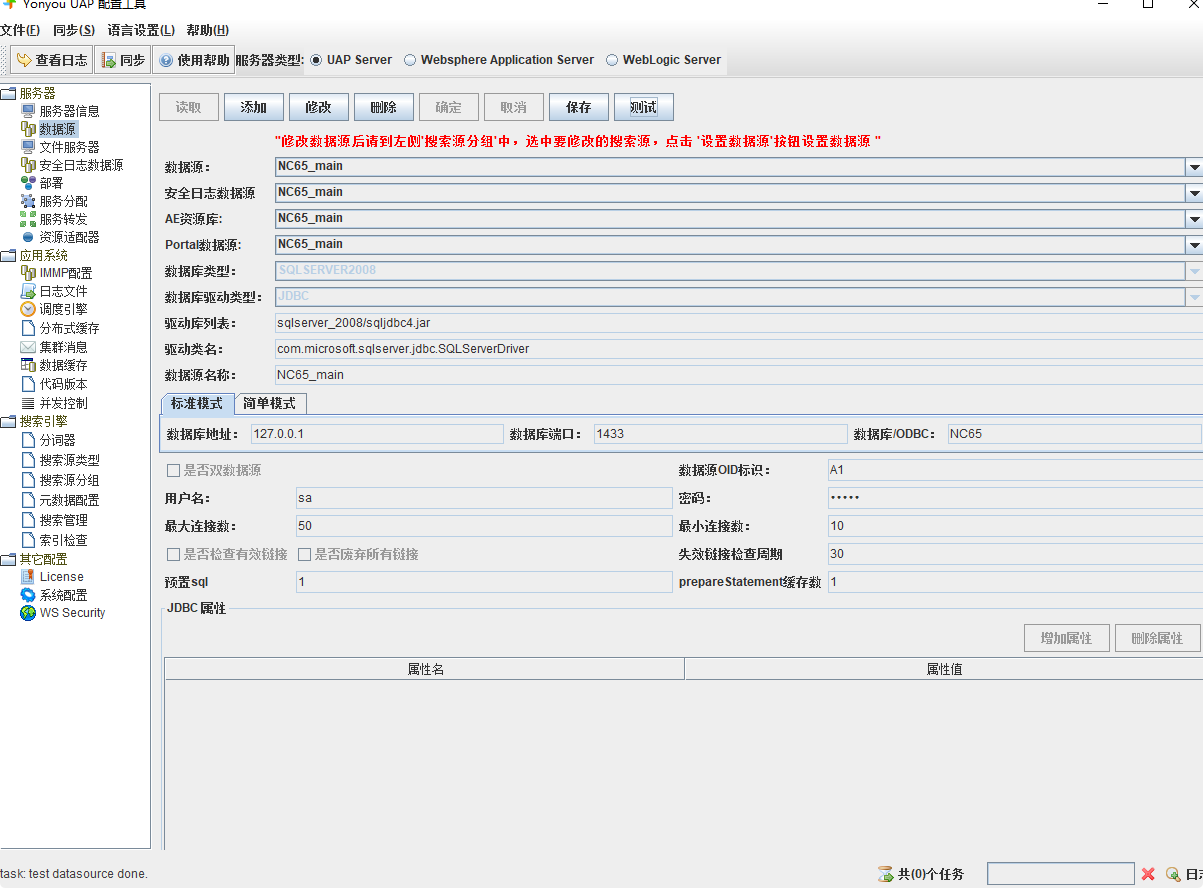 Yonyou UAP 配置工具
文件(F) 同步(S) 语言设置(L) 帮助(H)
查看日志 同步 使用帮助 服务器类型: UAP Server Websphere Application Server WebLogic Server
服务器
服务器信息
数据源
文件服务器
安全日志数据源
部署
服务分配
服务转发
资源适配器
应用系统
IMMP配置
日志文件
调度引擎
分布式缓存
集群消息
数据缓存
代码版本
并发控制
搜索引擎
分词器
搜索源类型
搜索源分组
元数据配置
搜索管理
索引检查
其它配置
License
系统配置
WS Security
读取 添加 修改 删除 确定 取消 保存 测试
"修改数据源后请到左侧'搜索源分组'中，选中要修改的搜索源，点击 '设置数据源'按钮设置数据源 "
数据源: NC65_main
安全日志数据源 NC65_main
AE资源库: NC65_main
Portal数据源: NC65_main
数据库类型: SQLSERVER2008
数据库驱动类型: JDBC
驱动库列表: sqlserver_2008/sqljdbc4.jar
驱动类名: com.microsoft.sqlserver.jdbc.SQLServerDriver
数据源名称: NC65_main
标准模式 简单模式
数据库地址: 127.0.0.1 数据库端口: 1433 数据库/ODBC: NC65
是否双数据源 数据源OID标识: A1
用户名: sa 密码: •••••
最大连接数: 50 最小连接数: 10
是否检查有效链接 是否废弃所有链接 失效链接检查周期 30
预置sql 1 prepareStatement缓存数 1
JDBC 属性
增加属性 删除属性
属性名 属性值
task: test datasource done. 共(0)个任务